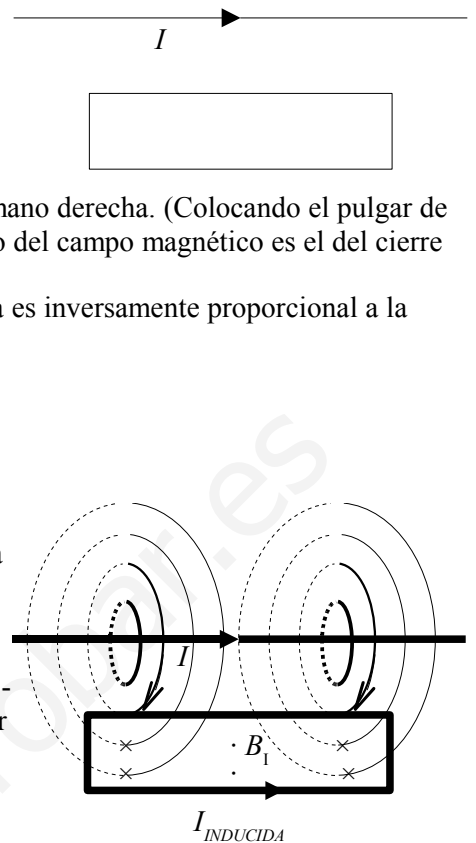 I
mano derecha. (Colocando el pulgar de
o del campo magnético es el del cierre
a es inversamente proporcional a la
a
I
-
r
B I
I INDUCIDA